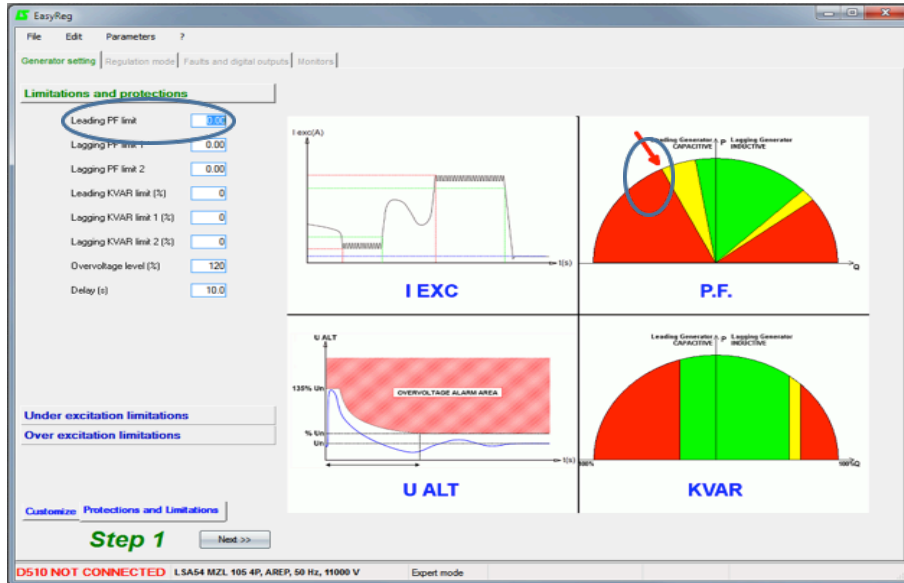 EasyReg
File Edit Parameters ?
Generator setting Regulation mode Faults and digital outputs Monitors
Limitations and protections
Leading PF limit 0.00
Lagging PF limit 1 0.00
Lagging PF limit 2 0.00
Leading KVAR limit (%) 0
Lagging KVAR limit 1 (%) 0
Lagging KVAR limit 2 (%) 0
Overvoltage level (%) 120
Delay (s) 10.0
Under excitation limitations
Over excitation limitations
Customize Protections and Limitations
Step 1 Next >>
I exc(A)
t(s)
I EXC
Leading Generator P Lagging Generator
CAPACITIVE INDUCTIVE
Q
P.F.
U ALT
135% Un
OVERVOLTAGE ALARM AREA
% Un
Un
t(s)
U ALT
Leading Generator P Lagging Generator
CAPACITIVE INDUCTIVE
100% 100%Q
KVAR
D510 NOT CONNECTED LSA54 MZL 105 4P, AREP, 50 Hz, 11000 V Expert mode